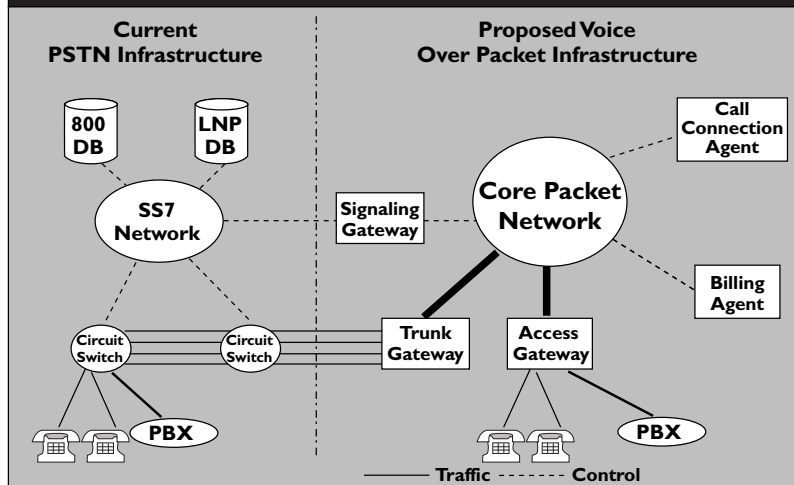 Current
PSTN Infrastructure
Proposed Voice
Over Packet Infrastructure
800
DB
LNP
DB
SS7
Network
Signaling
Gateway
Core Packet
Network
Call
Connection
Agent
Billing
Agent
Circuit
Switch
Circuit
Switch
Trunk
Gateway
Access
Gateway
PBX
PBX
Traffic
Control